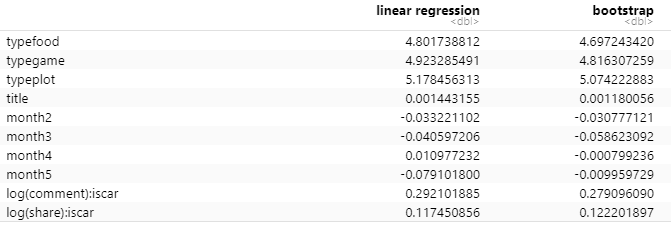 linear regression bootstrap
<dbl> <dbl>
typefood 4.801738812 4.697243420
typegame 4.923285491 4.816307259
typeplot 5.178456313 5.074222883
title 0.001443155 0.001180056
month2 -0.033221102 -0.030777121
month3 -0.040597206 -0.058623092
month4 0.010977232 -0.000799236
month5 -0.079101800 -0.009959729
log(comment):iscar 0.292101885 0.279096090
log(share):iscar 0.117450856 0.122201897